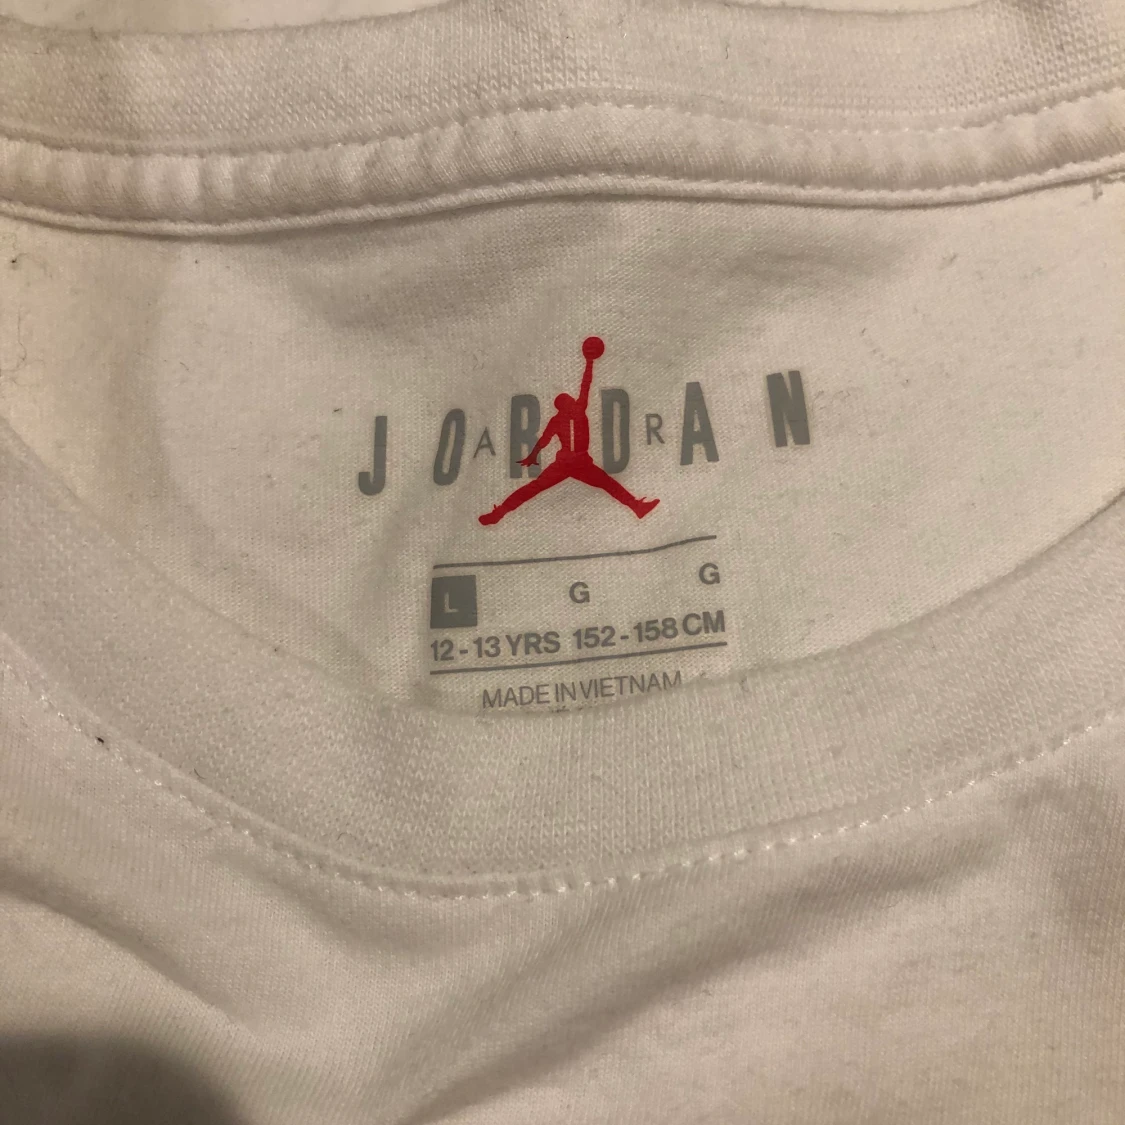 JORDAN
AIR
L G G
12-13 YRS 152-158 CM
MADE IN VIETNAM